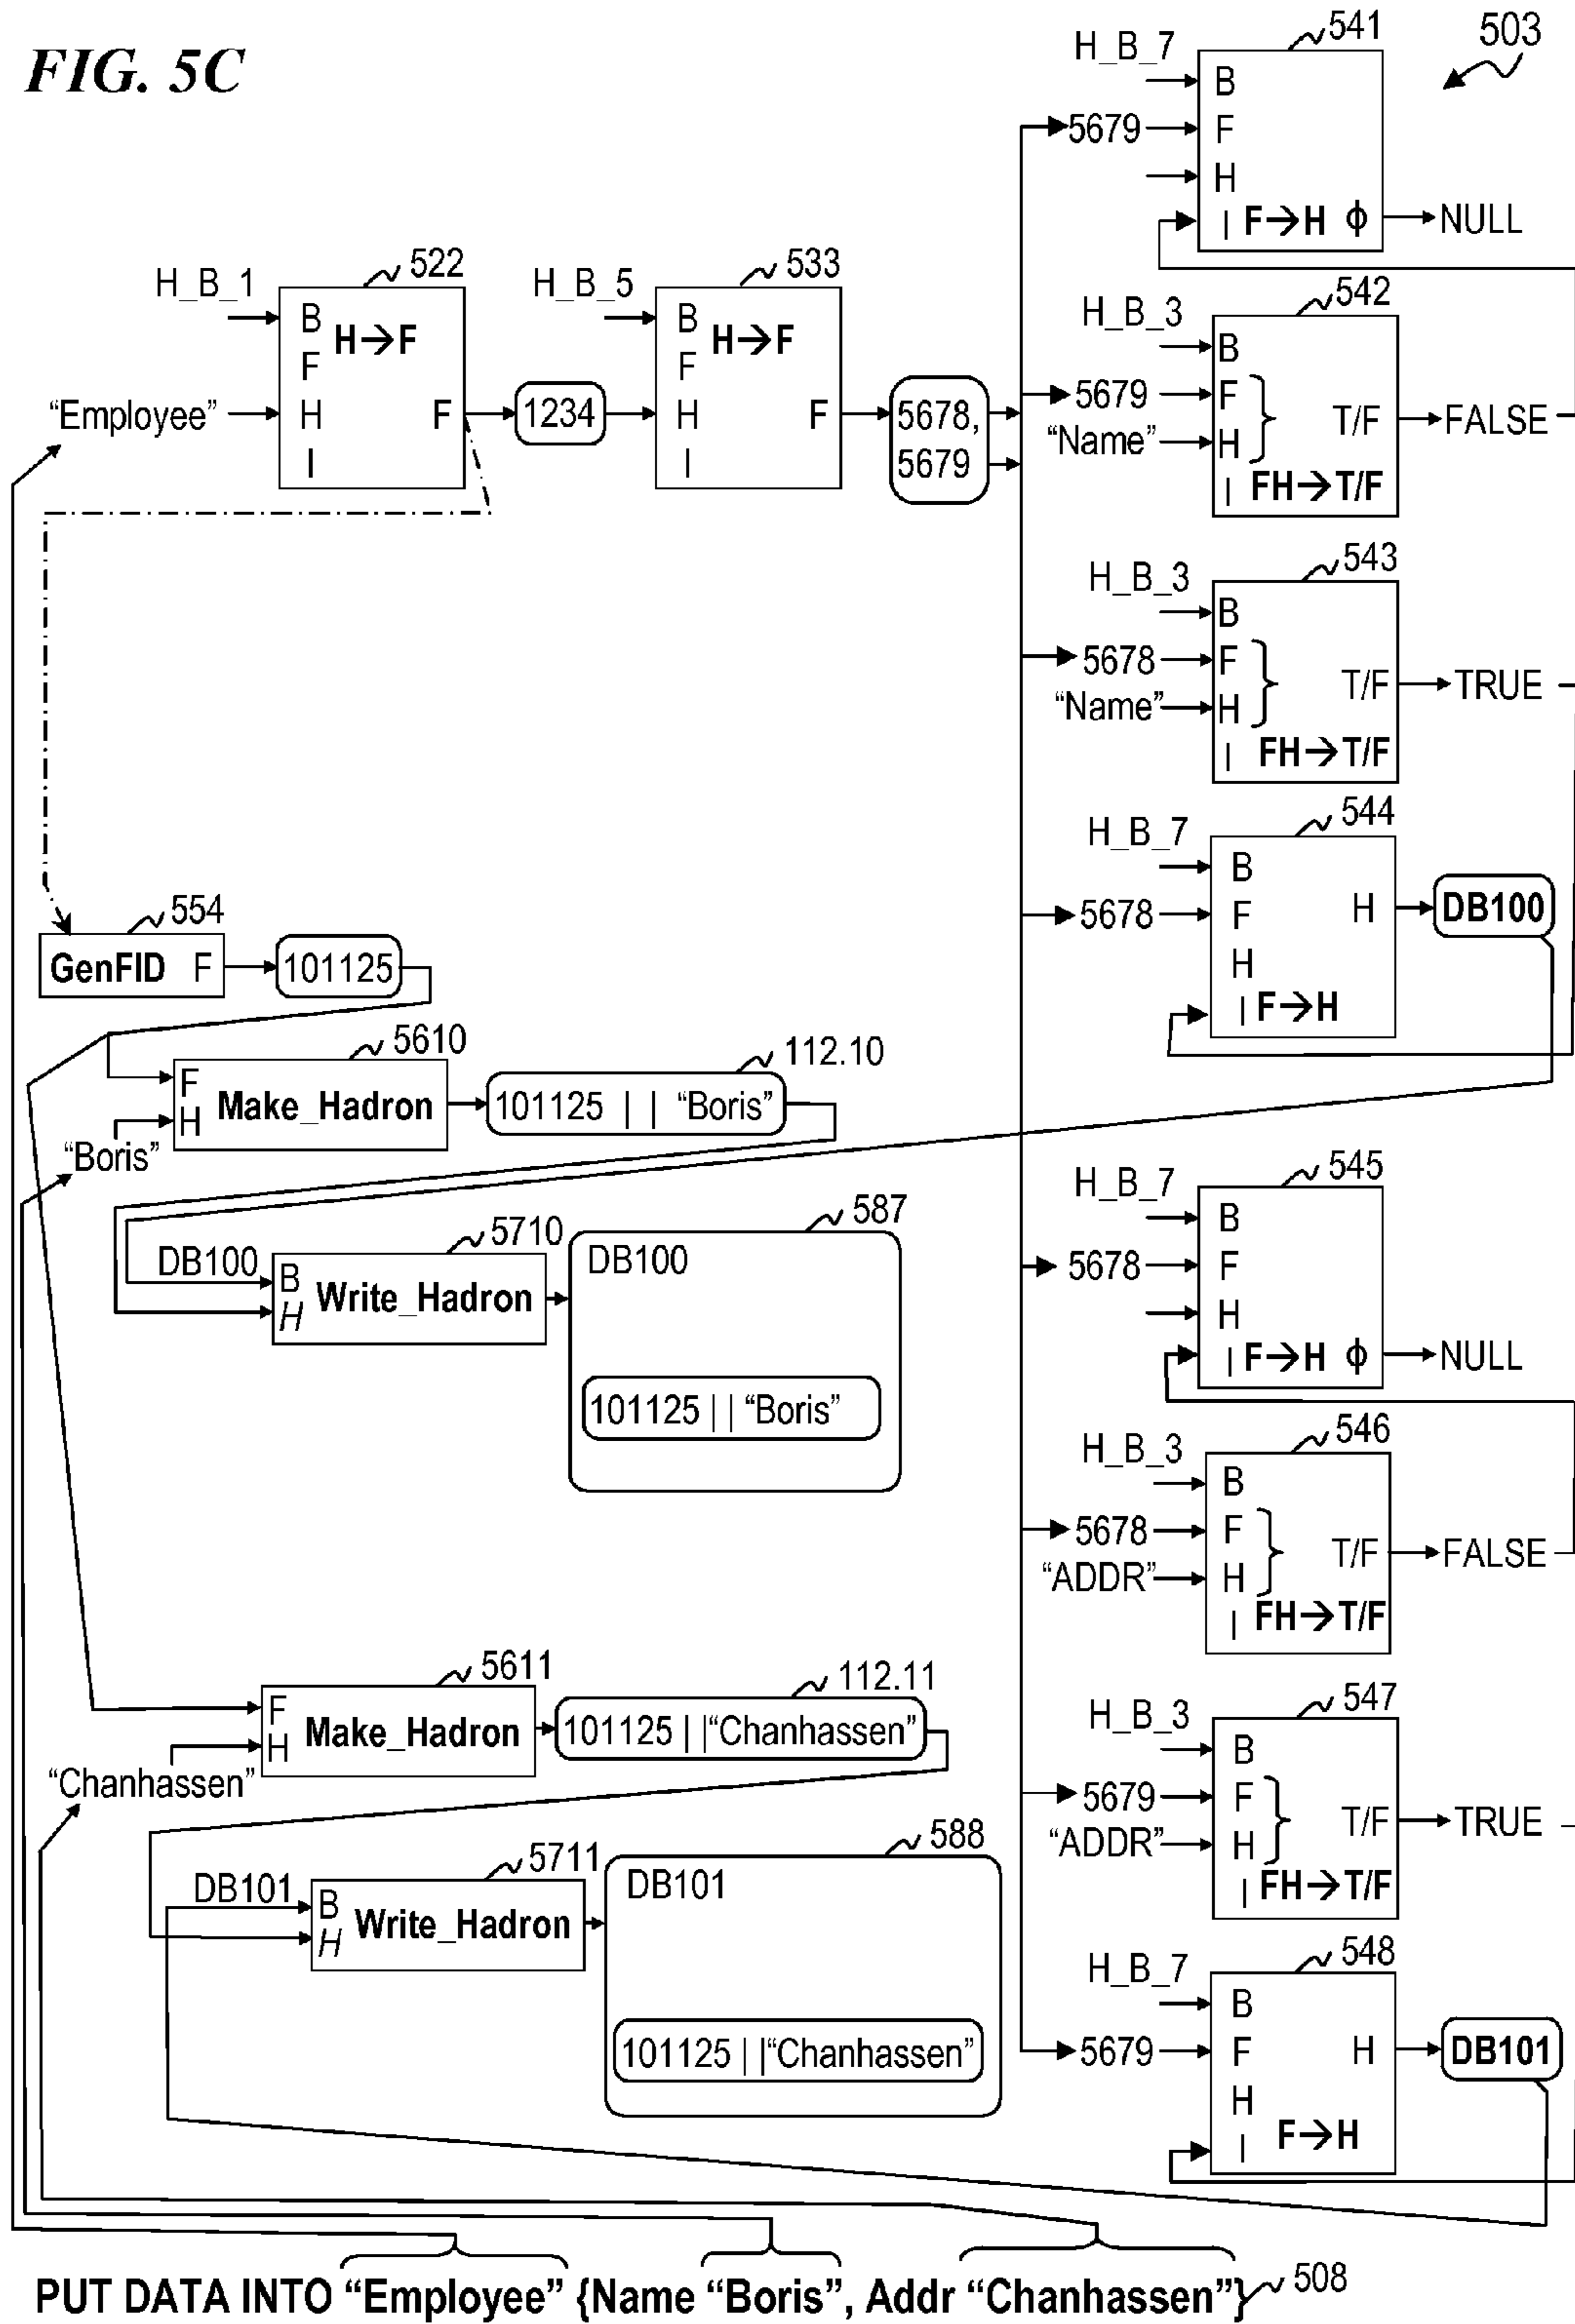 FIG. 5C
503
H_B_7
541
B
5679
F
H
I F→H ϕ
NULL
H_B_1
522
B
H→F
F
"Employee"
H
F
I
1234
H_B_5
533
B
H→F
F
H
F
I
5678,
5679
H_B_3
542
B
5679
F
"Name"
H
T/F
FALSE
I FH→T/F
H_B_3
543
B
5678
F
"Name"
H
T/F
TRUE
I FH→T/F
H_B_7
544
B
5678
F
H
DB100
H
I F→H
554
GenFID F
101125
5610
F
H
Make_Hadron
"Boris"
112.10
101125 | | "Boris"
5710
DB100
B
H
Write_Hadron
587
DB100
101125 | | "Boris"
H_B_7
545
B
5678
F
H
I F→H ϕ
NULL
H_B_3
546
B
5678
F
"ADDR"
H
T/F
FALSE
I FH→T/F
5611
F
H
Make_Hadron
"Chanhassen"
112.11
101125 | |"Chanhassen"
H_B_3
547
B
5679
F
"ADDR"
H
T/F
TRUE
I FH→T/F
5711
DB101
B
H
Write_Hadron
588
DB101
101125 | |"Chanhassen"
H_B_7
548
B
5679
F
H
DB101
H
F→H
I
PUT DATA INTO "Employee" {Name "Boris", Addr "Chanhassen"} 508